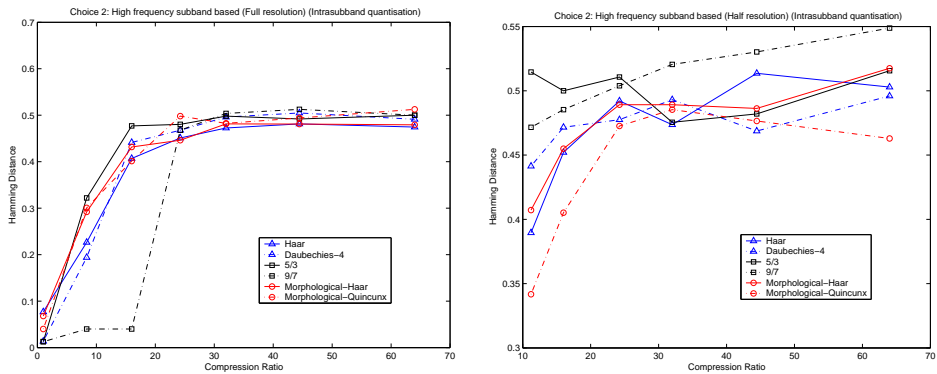 Choice 2: High frequency subband based (Full resolution) (Intrasubband quantisation)
0.7
0.6
0.5
0.4
0.3
0.2
0.1
0
Hamming Distance
Haar
Daubechies−4
5/3
9/7
Morphological−Haar
Morphological−Quincunx
0 10 20 30 40 50 60 70
Compression Ratio
Choice 2: High frequency subband based (Half resolution) (Intrasubband quantisation)
0.55
0.5
0.45
0.4
0.35
0.3
Hamming Distance
Haar
Daubechies−4
5/3
9/7
Morphological−Haar
Morphological−Quincunx
10 20 30 40 50 60 70
Compression Ratio